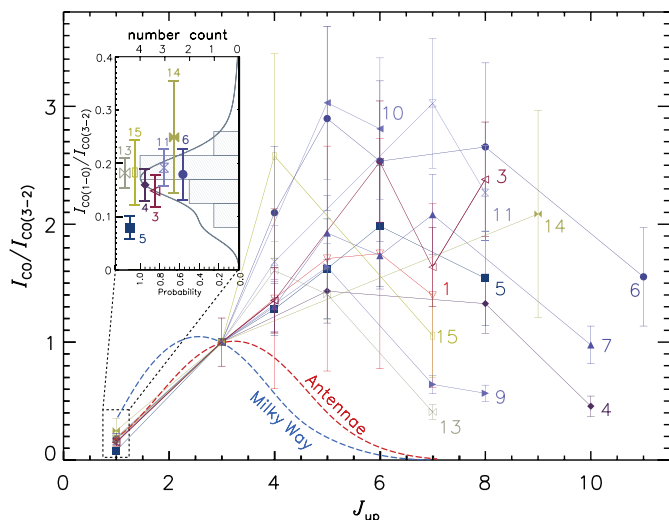 number count
4 3 2 1 0
0.4
0.3
0.2
0.1
0
I_CO(1−0)/I_CO(3−2)
13
15
14
11
6
4
3
5
1.0 0.8 0.6 0.4 0.2 0.0
Probability
3
2
1
0
I_CO/I_CO(3−2)
10
3
11
14
1
5
6
15
7
9
4
13
Antennae
Milky Way
0 2 4 6 8 10
J_up